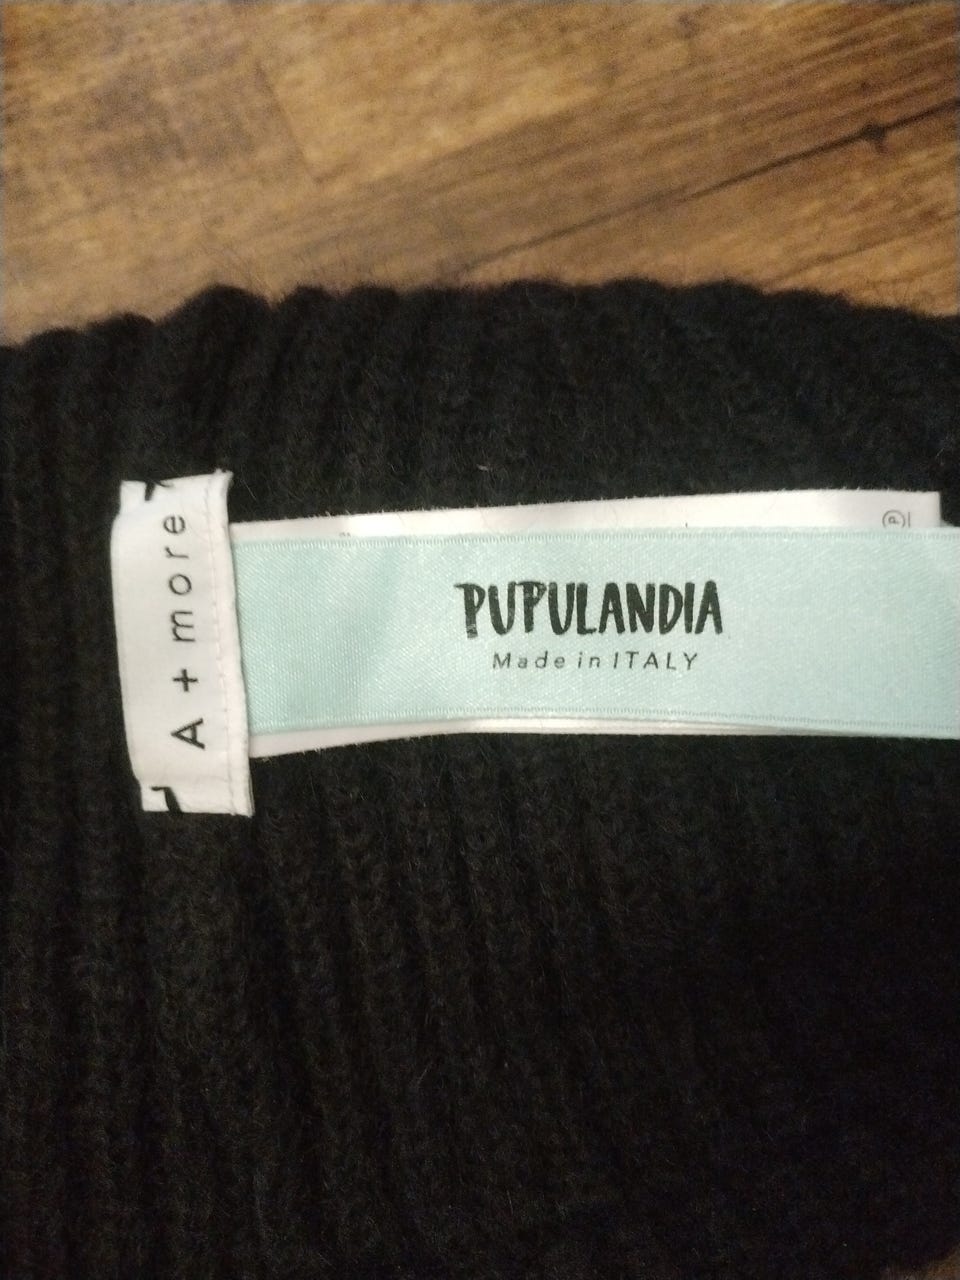 A + more
PUPULANDIA
Made in ITALY
P